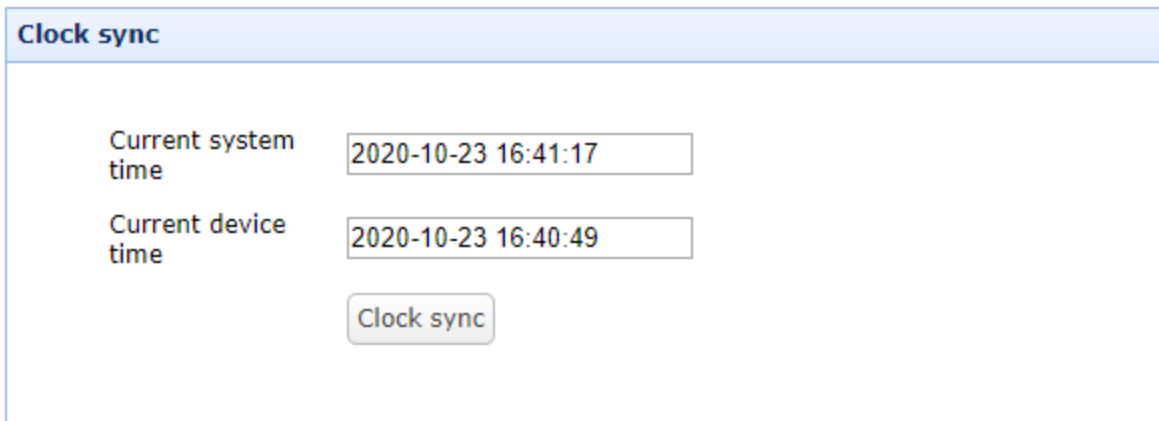 Clock sync
Current system
time
2020-10-23 16:41:17
Current device
time
2020-10-23 16:40:49
Clock sync